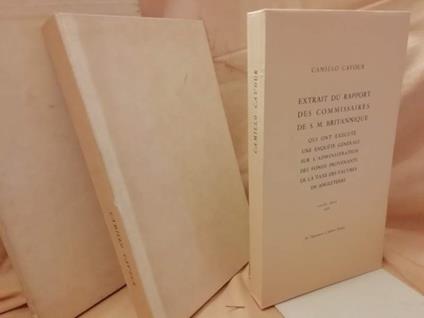 CAMILLO CAVOUR
EXTRAIT DU RAPPORT
DES COMMISSAIRES
DE S. M. BRITANNIQUE
QUI ONT EXÉCUTÉ
UNE ENQUÊTE GÉNÉRALE
SUR L'ADMINISTRATION
DES FONDS PROVENANTS
DE LA TAXE DES PAUVRES
EN ANGLETERRE
CAMILLO CAVOUR
CAMILLO CAVOUR